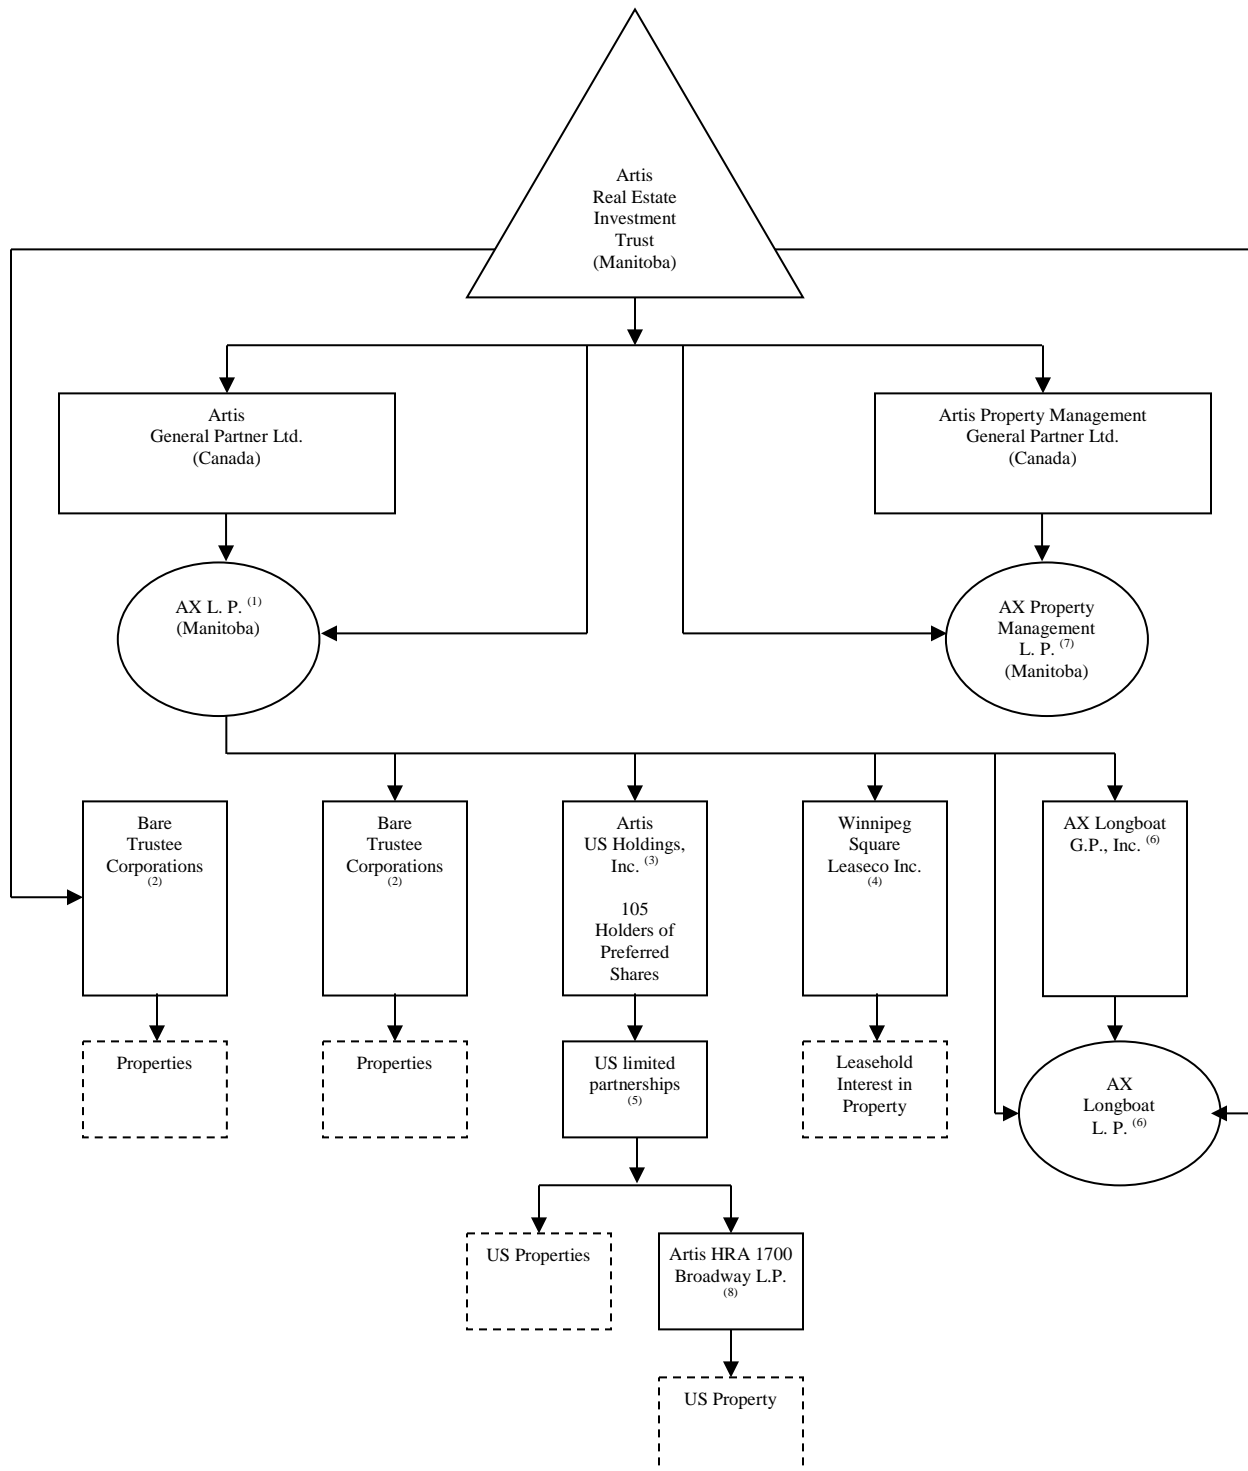 Artis
Real Estate
Investment
Trust
(Manitoba)
Artis
General Partner Ltd.
(Canada)
Artis Property Management
General Partner Ltd.
(Canada)
AX L. P. (1)
(Manitoba)
AX Property
Management
L. P. (7)
(Manitoba)
Bare
Trustee
Corporations
(2)
Bare
Trustee
Corporations
(2)
Artis
US Holdings,
Inc. (3)
105
Holders of
Preferred
Shares
Winnipeg
Square
Leaseco Inc.
(4)
AX Longboat
G.P., Inc. (6)
Properties
Properties
US limited
partnerships
(5)
Leasehold
Interest in
Property
AX
Longboat
L. P. (6)
US Properties
Artis HRA 1700
Broadway L.P.
(8)
US Property